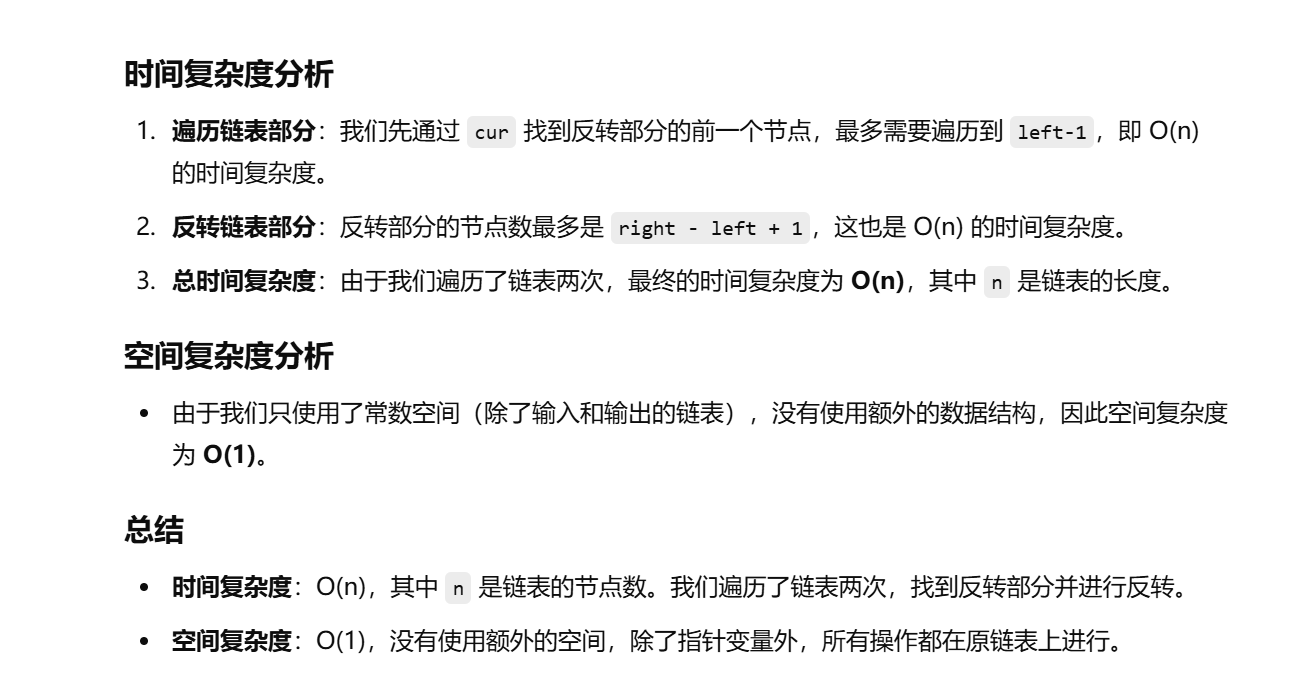 时间复杂度分析
1. 遍历链表部分：我们先通过 cur 找到反转部分的前一个节点，最多需要遍历到 left-1，即 O(n)
的时间复杂度。
2. 反转链表部分：反转部分的节点数最多是 right - left + 1，这也是 O(n) 的时间复杂度。
3. 总时间复杂度：由于我们遍历了链表两次，最终的时间复杂度为 O(n)，其中 n 是链表的长度。
空间复杂度分析
• 由于我们只使用了常数空间（除了输入和输出的链表），没有使用额外的数据结构，因此空间复杂度
为 O(1)。
总结
• 时间复杂度：O(n)，其中 n 是链表的节点数。我们遍历了链表两次，找到反转部分并进行反转。
• 空间复杂度：O(1)，没有使用额外的空间，除了指针变量外，所有操作都在原链表上进行。